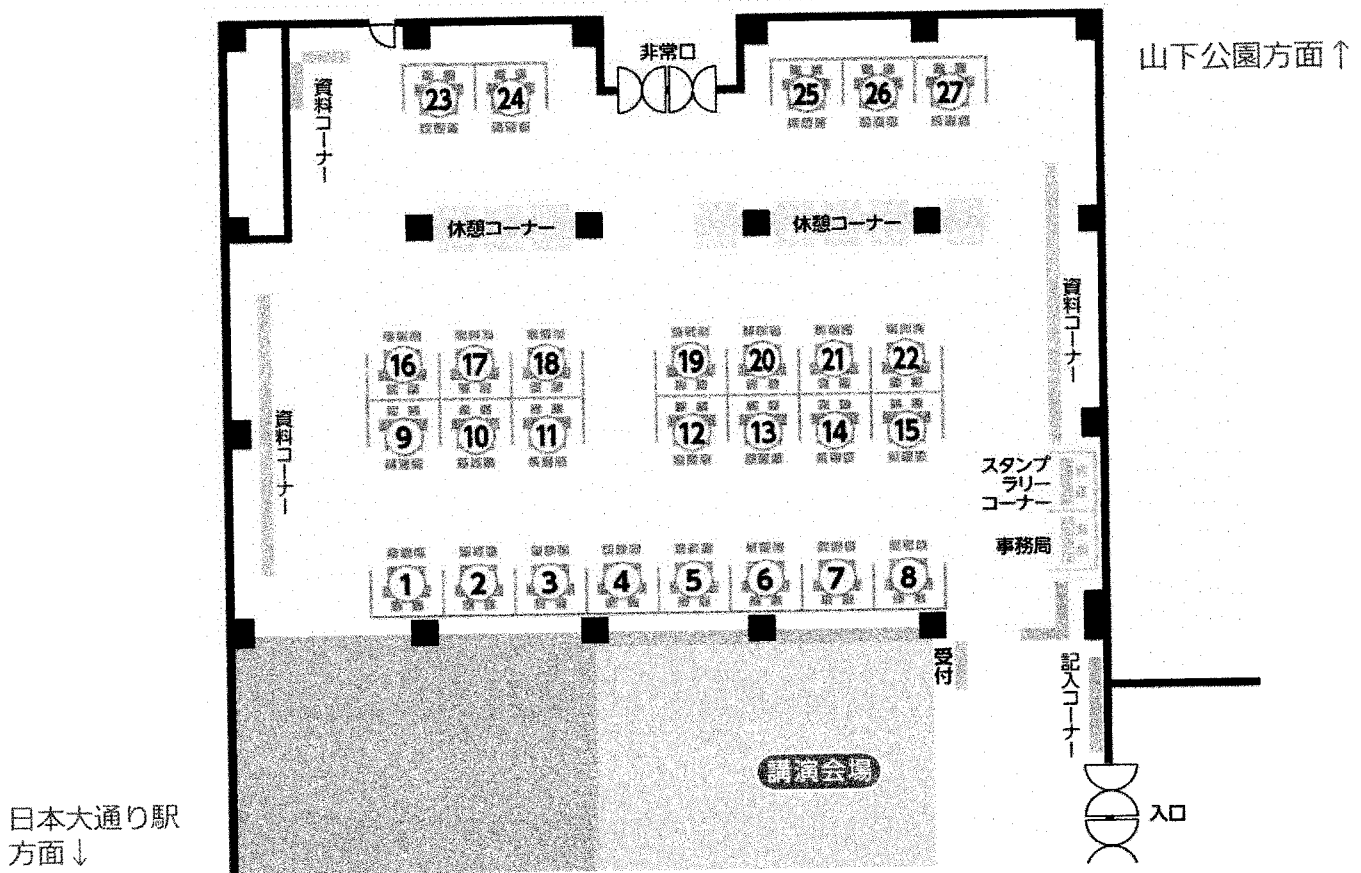 山下公園方面↑
非常口
資料コーナー
23
24
25
26
27
休憩コーナー
休憩コーナー
資料コーナー
16
17
18
19
20
21
22
資料コーナー
9
10
11
12
13
14
15
スタンプ
ラリー
コーナー
事務局
1
2
3
4
5
6
7
8
受付
記入コーナー
講演会場
入口
日本大通り駅
方面↓